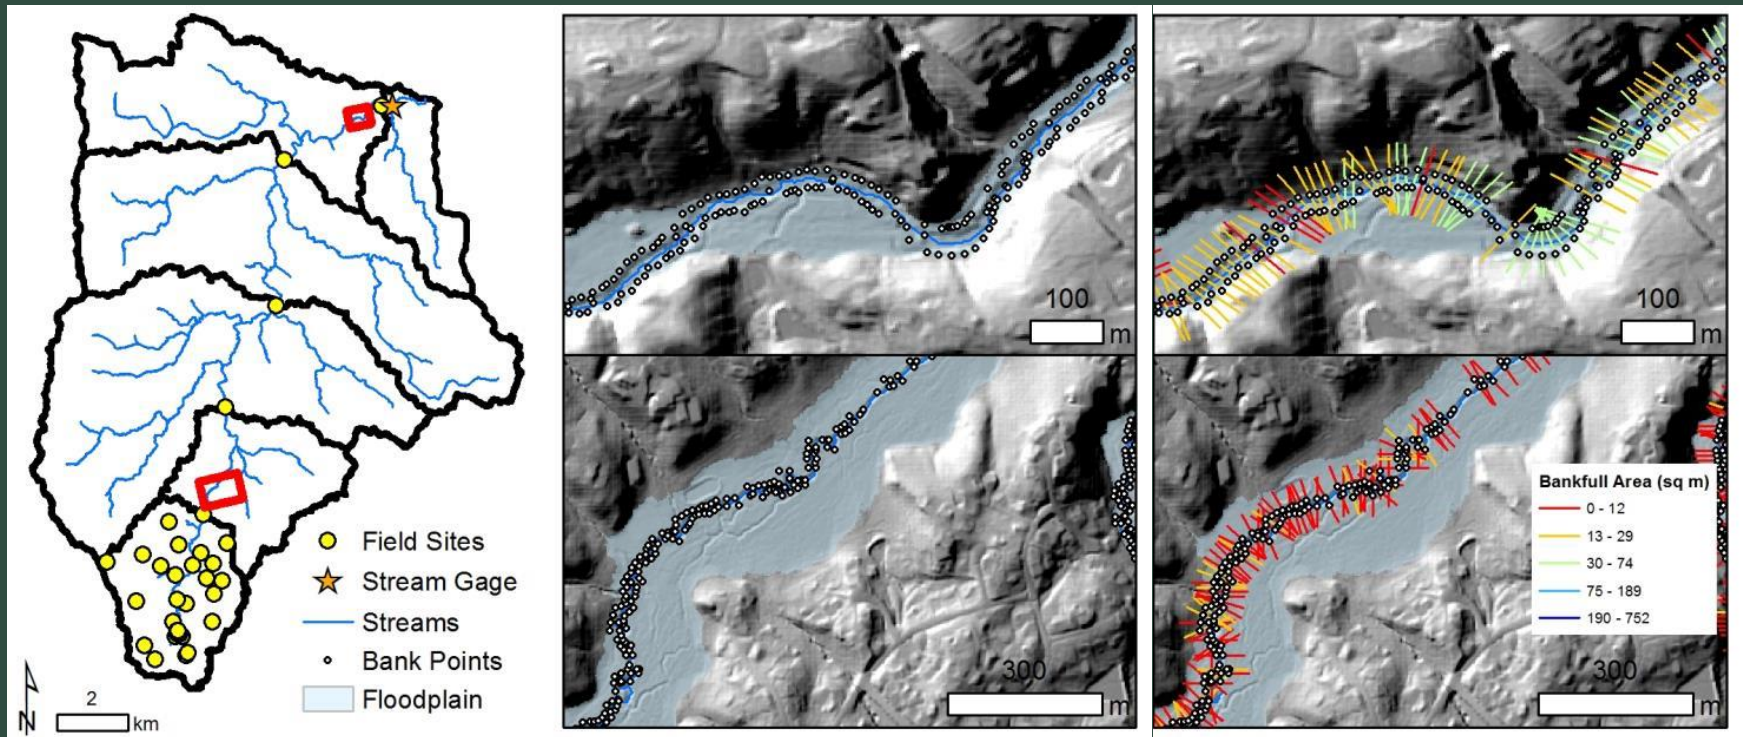 Field Sites
Stream Gage
Streams
Bank Points
Floodplain
N
2
km
100
m
300
m
100
m
Bankfull Area (sq m)
0 - 12
13 - 29
30 - 74
75 - 189
190 - 752
300
m